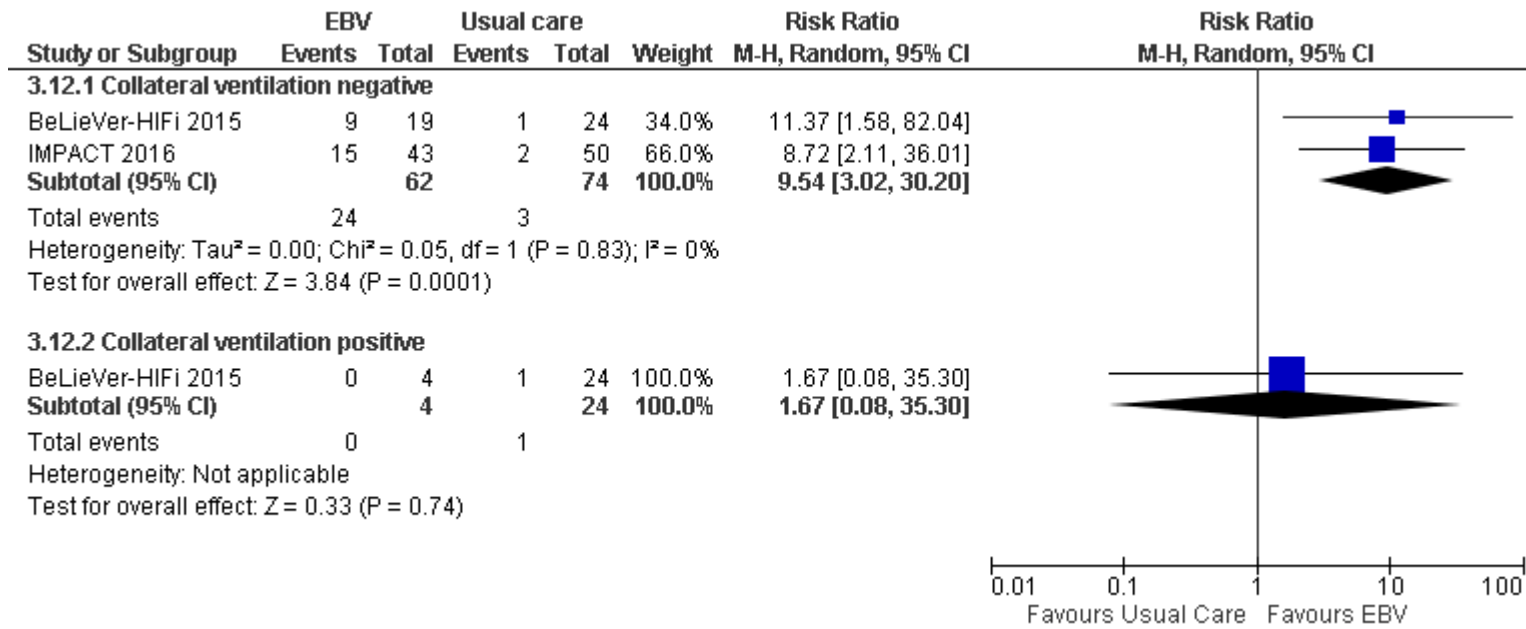 EBV Usual care Risk Ratio Risk Ratio
Study or Subgroup Events Total Events Total Weight M-H, Random, 95% CI M-H, Random, 95% CI
3.12.1 Collateral ventilation negative
BeLieVer-HIFi 2015 9 19 1 24 34.0% 11.37 [1.58, 82.04]
IMPACT 2016 15 43 2 50 66.0% 8.72 [2.11, 36.01]
Subtotal (95% CI) 62 74 100.0% 9.54 [3.02, 30.20]
Total events 24 3
Heterogeneity: Tau² = 0.00; Chi² = 0.05, df = 1 (P = 0.83); I² = 0%
Test for overall effect: Z = 3.84 (P = 0.0001)
3.12.2 Collateral ventilation positive
BeLieVer-HIFi 2015 0 4 1 24 100.0% 1.67 [0.08, 35.30]
Subtotal (95% CI) 4 24 100.0% 1.67 [0.08, 35.30]
Total events 0 1
Heterogeneity: Not applicable
Test for overall effect: Z = 0.33 (P = 0.74)
0.01 0.1 1 10 100
Favours Usual Care Favours EBV